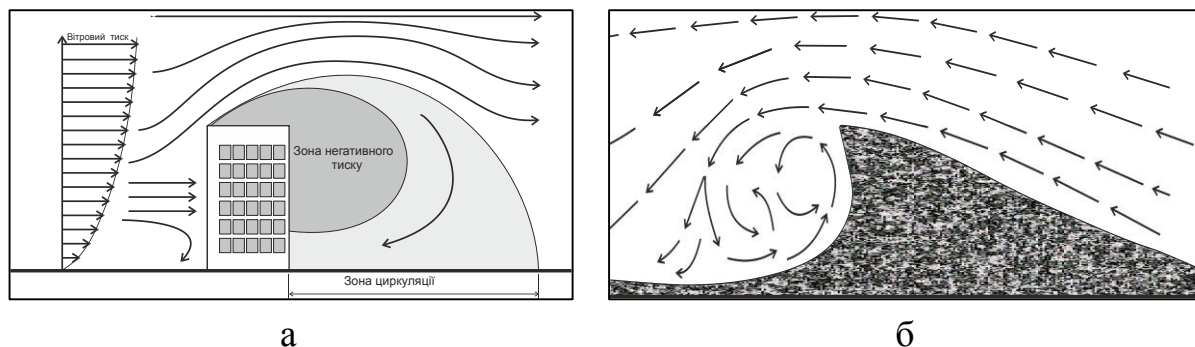 Вітровий тиск
Зона негативного
тиску
Зона циркуляції
а
б